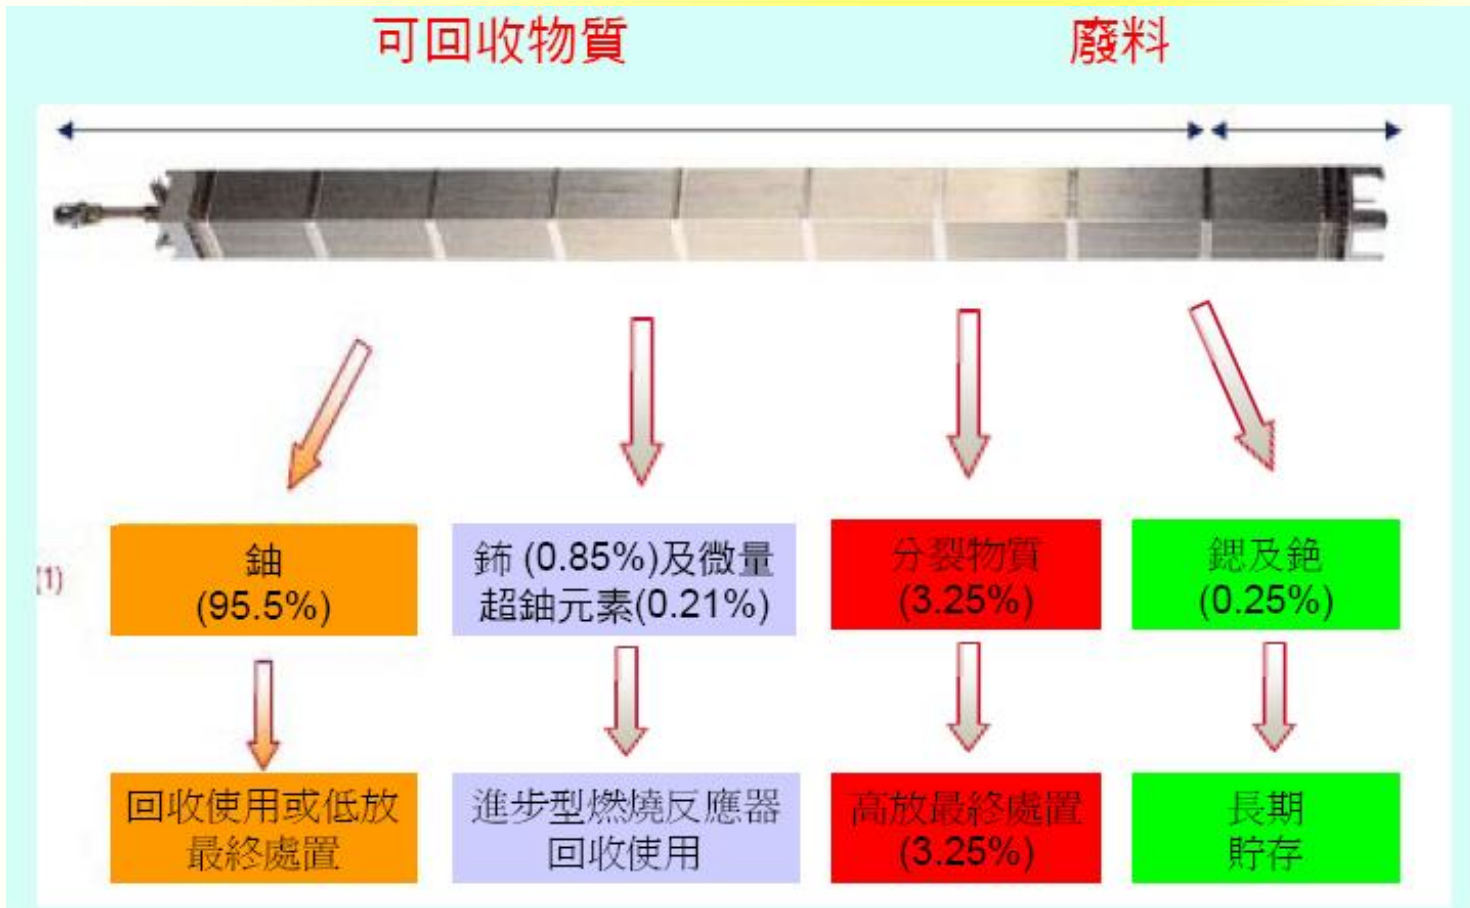 可回收物質
廢料
(1)
鈾
(95.5%)
鈽 (0.85%)及微量
超鈾元素(0.21%)
分裂物質
(3.25%)
鍶及銫
(0.25%)
回收使用或低放
最終處置
進步型燃燒反應器
回收使用
高放最終處置
(3.25%)
長期
貯存